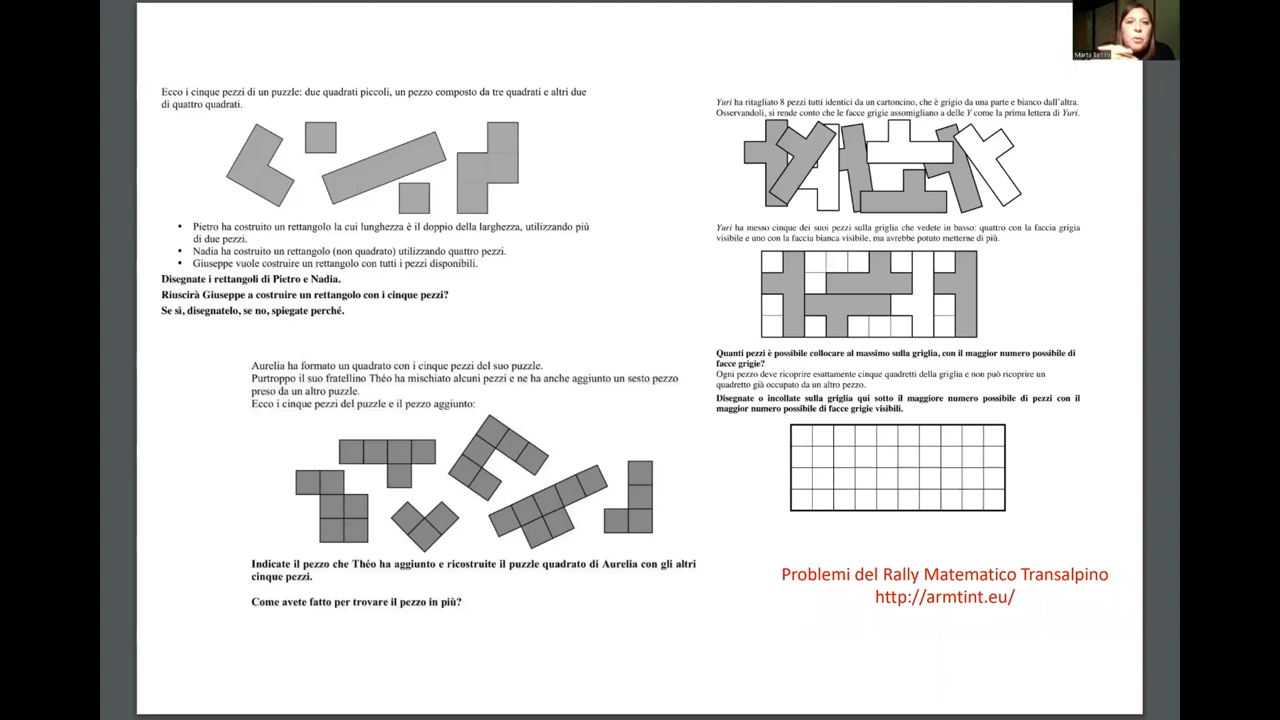 Ecco i cinque pezzi di un puzzle: due quadrati piccoli, un pezzo composto da tre quadrati e altri due
di quattro quadrati.
• Pietro ha costruito un rettangolo la cui lunghezza è il doppio della larghezza, utilizzando più
di due pezzi.
• Nadia ha costruito un rettangolo (non quadrato) utilizzando quattro pezzi.
• Giuseppe vuole costruire un rettangolo con tutti i pezzi disponibili.
Disegnate i rettangoli di Pietro e Nadia.
Riuscirà Giuseppe a costruire un rettangolo con i cinque pezzi?
Se sì, disegnatelo, se no, spiegate perché.
Aurelia ha formato un quadrato con i cinque pezzi del suo puzzle.
Purtroppo il suo fratellino Théo ha mischiato alcuni pezzi e ne ha anche aggiunto un sesto pezzo
preso da un altro puzzle.
Ecco i cinque pezzi del puzzle e il pezzo aggiunto:
Indicate il pezzo che Théo ha aggiunto e ricostruite il puzzle quadrato di Aurelia con gli altri
cinque pezzi.
Come avete fatto per trovare il pezzo in più?
Yuri ha ritagliato 8 pezzi tutti identici da un cartoncino, che è grigio da una parte e bianco dall'altra.
Osservandoli, si rende conto che le facce grigie assomigliano a delle Y come la prima lettera di Yuri.
Yuri ha messo cinque dei suoi pezzi sulla griglia che vedete in basso: quattro con la faccia grigia
visibile e uno con la faccia bianca visibile, ma avrebbe potuto metterne di più.
Quanti pezzi è possibile collocare al massimo sulla griglia, con il maggior numero possibile di
facce grigie?
Ogni pezzo deve ricoprire esattamente cinque quadretti della griglia e non può ricoprire un
quadretto già occupato da un altro pezzo.
Disegnate o incollate sulla griglia qui sotto il maggiore numero possibile di pezzi con il
maggior numero possibile di facce grigie visibili.
Problemi del Rally Matematico Transalpino
http://armtint.eu/
Marta